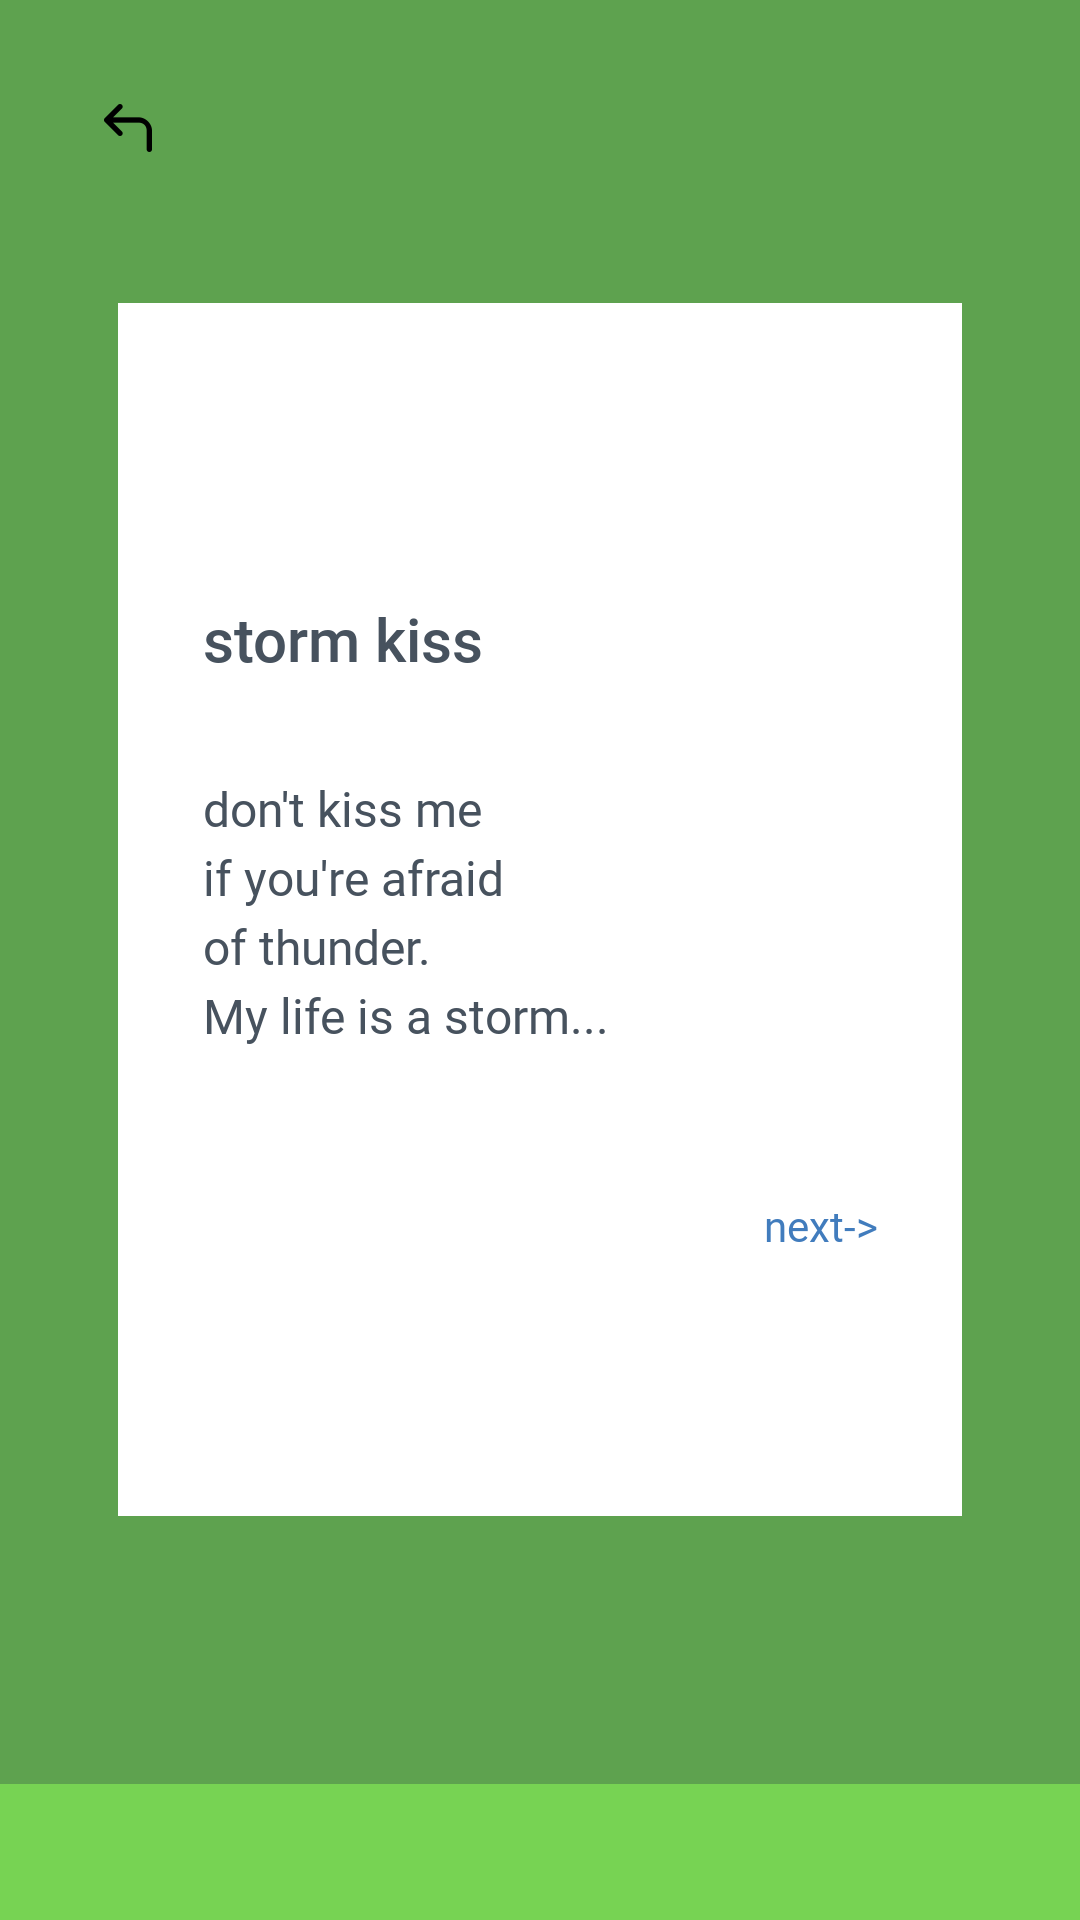 storm kiss
don't kiss me
if you're afraid
of thunder.
My life is a storm...
next->